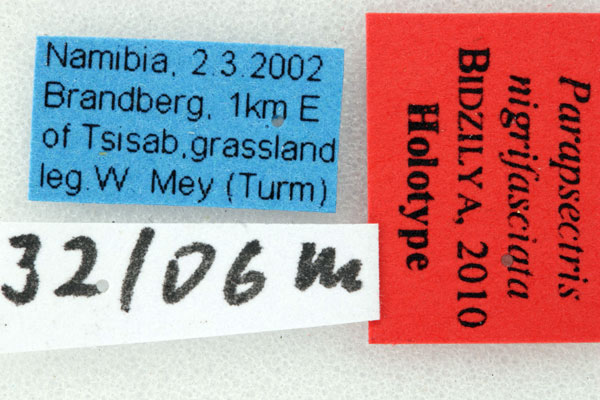 Namibia, 2.3.2002
Brandberg, 1km E
of Tsisab,grassland
leg.W Mey (Turm)
32/06 m
Parapsectris
nigrifasciata
BIDZILYA, 2010
Holotype